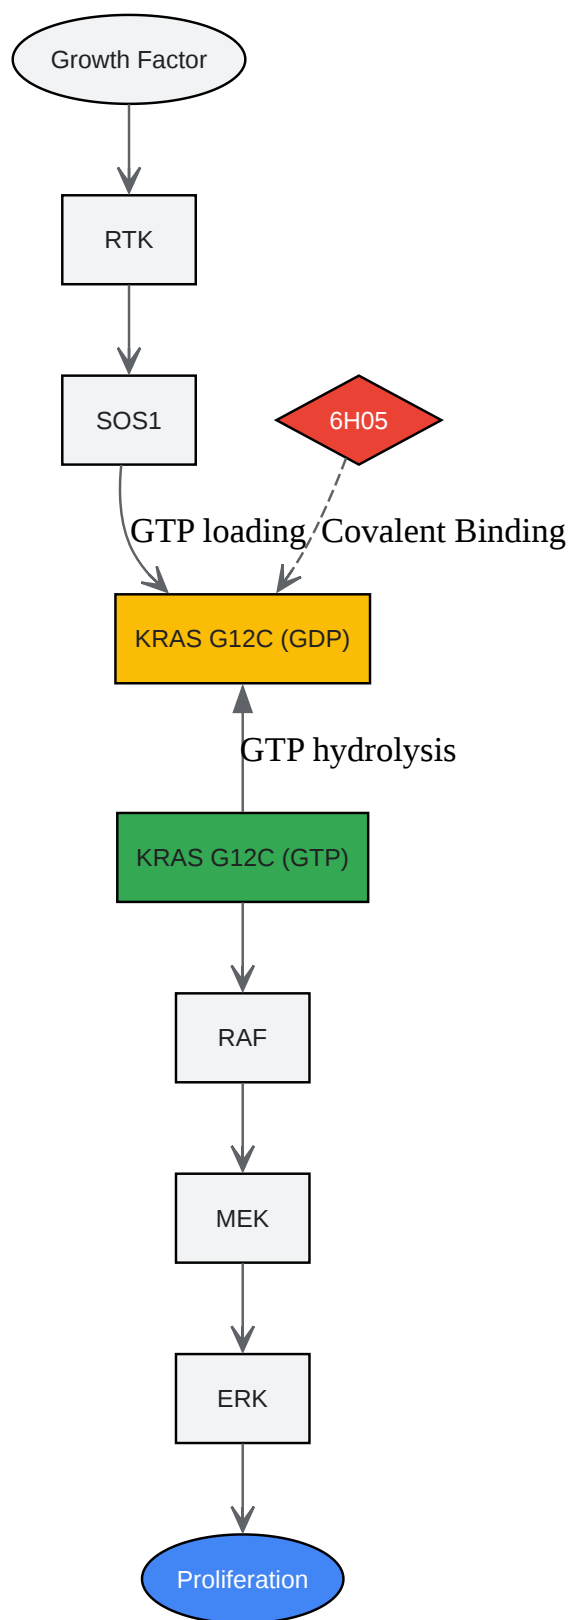 Growth Factor
RTK
SOS1
6H05
GTP loading
Covalent Binding
KRAS G12C (GDP)
GTP hydrolysis
KRAS G12C (GTP)
RAF
MEK
ERK
Proliferation